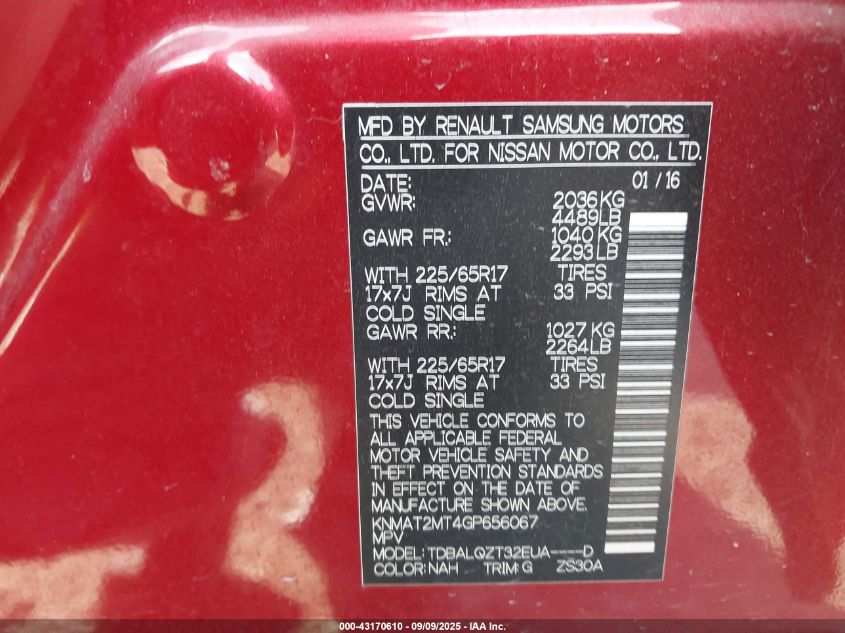 MFD BY RENAULT SAMSUNG MOTORS
CO., LTD. FOR NISSAN MOTOR CO., LTD.
DATE: 01 / 16
GVWR: 2036 KG
4489LB
GAWR FR.: 1040 KG
2293 LB
WITH 225/65R17 TIRES
17x7J RIMS AT 33 PSI
COLD SINGLE
GAWR RR.: 1027 KG
2264LB
WITH 225/65R17 TIRES
17x7J RIMS AT 33 PSI
COLD SINGLE
THIS VEHICLE CONFORMS TO
ALL APPLICABLE FEDERAL
MOTOR VEHICLE SAFETY AND
THEFT PREVENTION STANDARDS
IN EFFECT ON THE DATE OF
MANUFACTURE SHOWN ABOVE.
KNMAT2MT4GP656067
MPV
MODEL: TDBALQZT32EUA----D
COLOR: NAH TRIM: G ZS30A
000-43170610 - 09/09/2025 - IAA Inc.